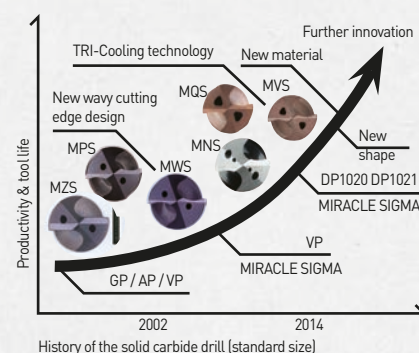 Further innovation
TRI-Cooling technology
New material
MQS
MVS
New wavy cutting
edge design
MPS
MNS
New
shape
MZS
MWS
DP1020 DP1021
MIRACLE SIGMA
VP
MIRACLE SIGMA
GP / AP / VP
Productivity & tool life
2002
2014
History of the solid carbide drill (standard size)